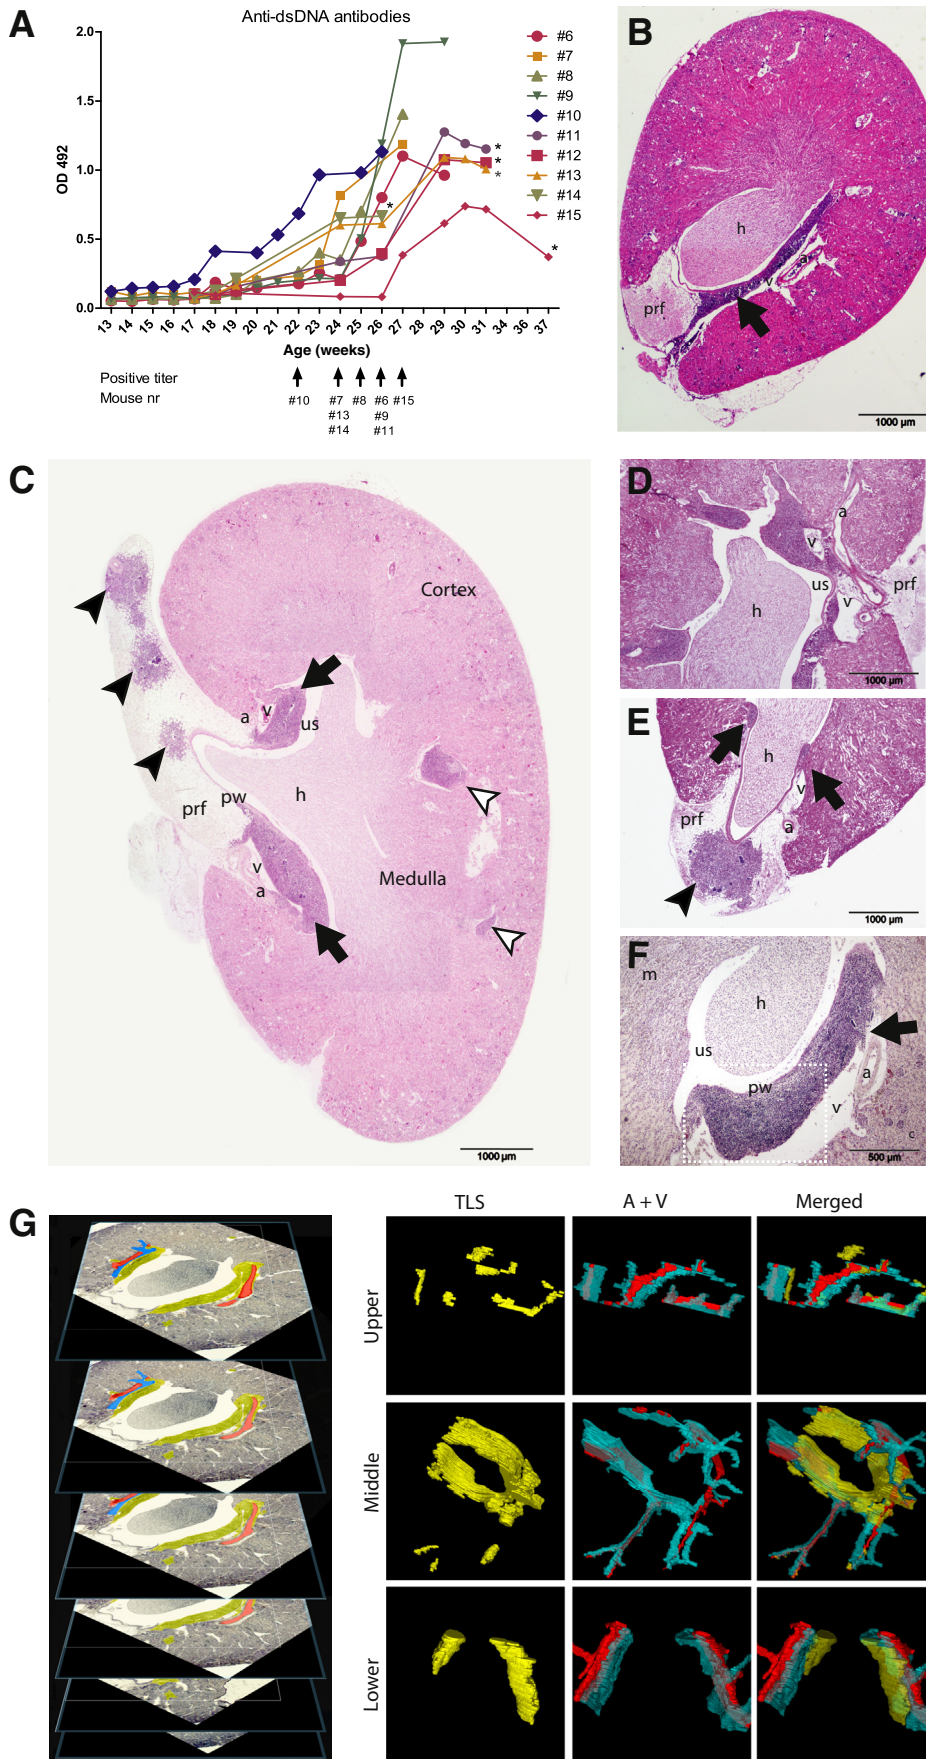 A
Anti-dsDNA antibodies
OD 492
2.0
1.5
1.0
0.5
0.0
13 14 15 16 17 18 19 20 21 22 23 24 25 26 27 28 29 30 31 34 36 37
Age (weeks)
#6
#7
#8
#9
#10
#11
#12
#13
#14
#15
*
*
*
*
*
Positive titer
Mouse nr
#10 #7 #8 #6 #15
#13 #9
#14 #11
B
h
a
v
prf
1000 µm
C
Cortex
a v us
pw h
prf
v
a
Medulla
1000 µm
D
a
v
us prf
h v
1000 µm
E
h
v
prf a
1000 µm
F
m
h
us
pw a
v
c
500 µm
G
TLS A + V Merged
Upper
Middle
Lower